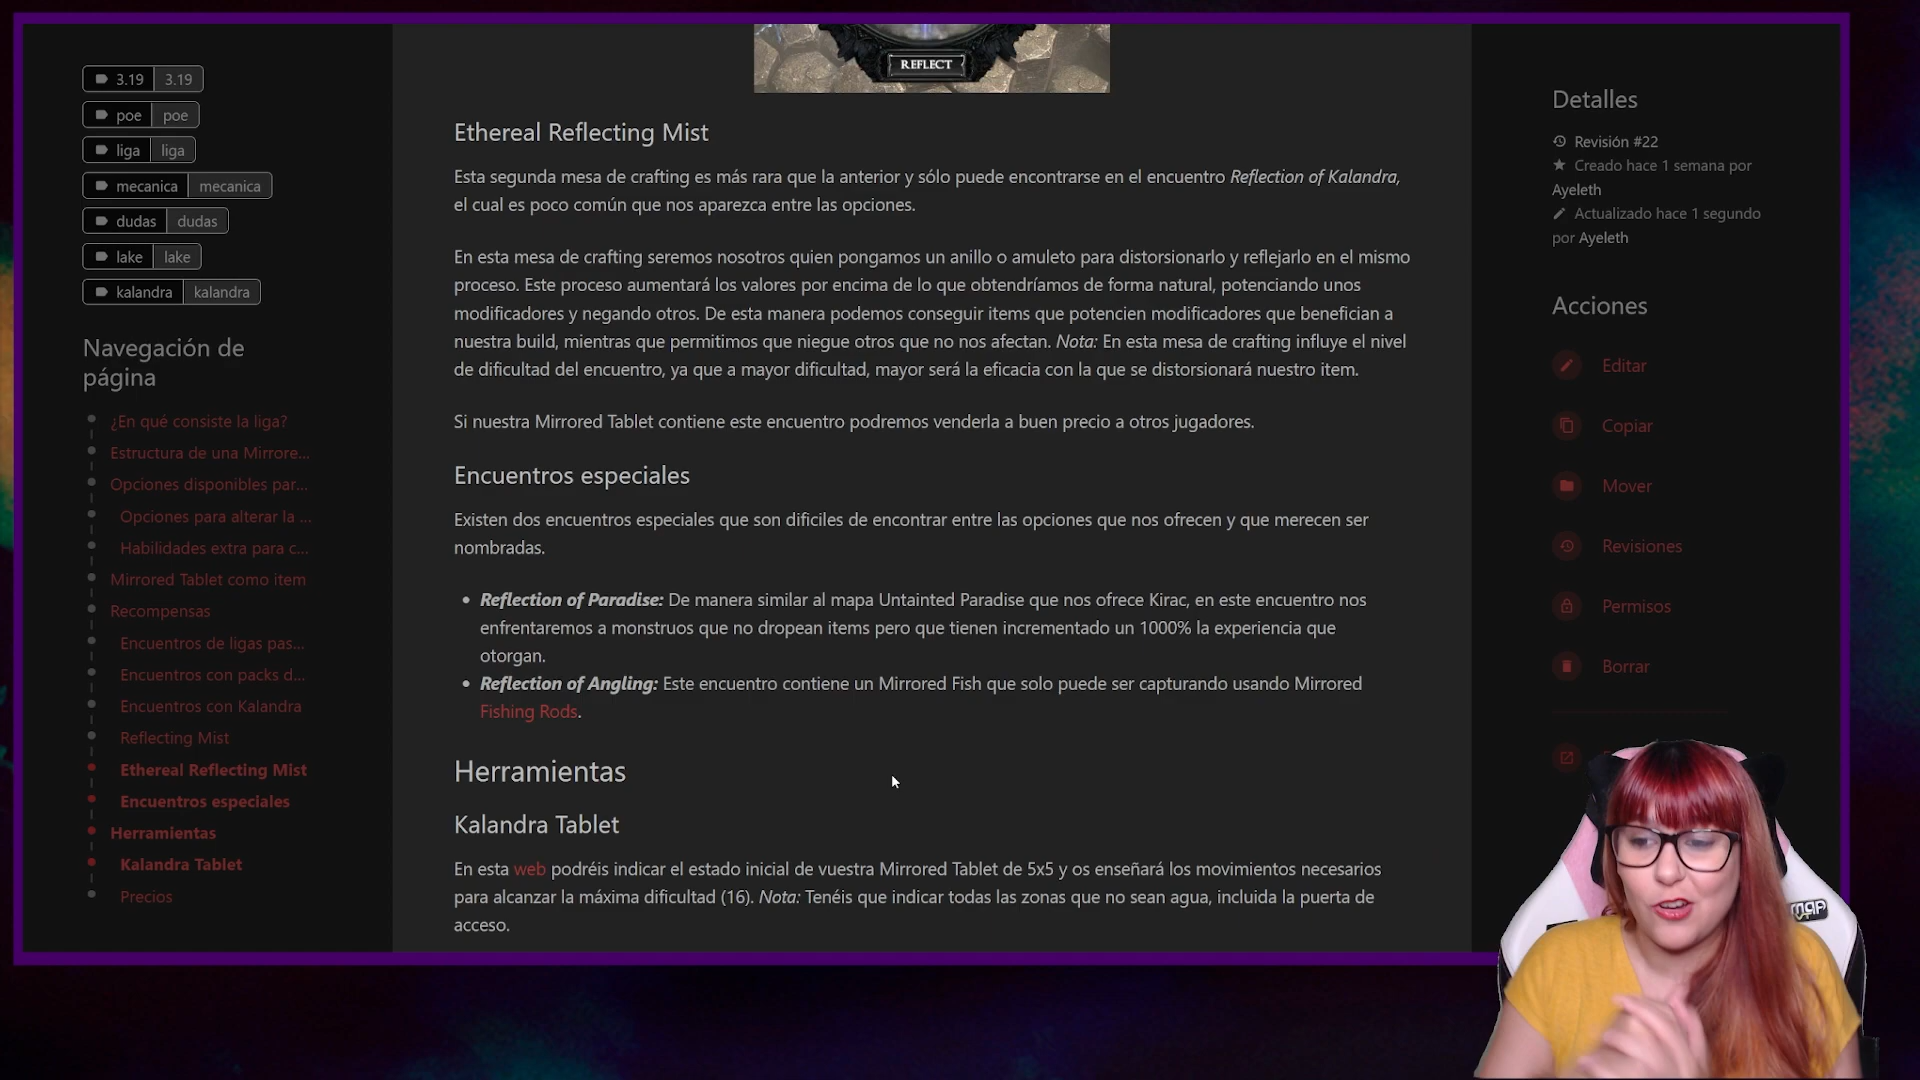 3.19 3.19
poe poe
liga liga
mecanica mecanica
dudas dudas
lake lake
kalandra kalandra
Navegación de
página
¿En qué consiste la liga?
Estructura de una Mirrore...
Opciones disponibles par...
Opciones para alterar la ...
Habilidades extra para c...
Mirrored Tablet como item
Recompensas
Encuentros de ligas pas...
Encuentros con packs d...
Encuentros con Kalandra
Reflecting Mist
Ethereal Reflecting Mist
Encuentros especiales
Herramientas
Kalandra Tablet
Precios
REFLECT
Ethereal Reflecting Mist
Esta segunda mesa de crafting es más rara que la anterior y sólo puede encontrarse en el encuentro Reflection of Kalandra,
el cual es poco común que nos aparezca entre las opciones.
En esta mesa de crafting seremos nosotros quien pongamos un anillo o amuleto para distorsionarlo y reflejarlo en el mismo
proceso. Este proceso aumentará los valores por encima de lo que obtendríamos de forma natural, potenciando unos
modificadores y negando otros. De esta manera podemos conseguir items que potencien modificadores que benefician a
nuestra build, mientras que permitimos que niegue otros que no nos afectan. Nota: En esta mesa de crafting influye el nivel
de dificultad del encuentro, ya que a mayor dificultad, mayor será la eficacia con la que se distorsionará nuestro item.
Si nuestra Mirrored Tablet contiene este encuentro podremos venderla a buen precio a otros jugadores.
Encuentros especiales
Existen dos encuentros especiales que son dificiles de encontrar entre las opciones que nos ofrecen y que merecen ser
nombradas.
Reflection of Paradise: De manera similar al mapa Untainted Paradise que nos ofrece Kirac, en este encuentro nos
enfrentaremos a monstruos que no dropean items pero que tienen incrementado un 1000% la experiencia que
otorgan.
Reflection of Angling: Este encuentro contiene un Mirrored Fish que solo puede ser capturando usando Mirrored
Fishing Rods.
Herramientas
Kalandra Tablet
En esta web podréis indicar el estado inicial de vuestra Mirrored Tablet de 5x5 y os enseñará los movimientos necesarios
para alcanzar la máxima dificultad (16). Nota: Tenéis que indicar todas las zonas que no sean agua, incluida la puerta de
acceso.
Detalles
Revisión #22
Creado hace 1 semana por
Ayeleth
Actualizado hace 1 segundo
por Ayeleth
Acciones
Editar
Copiar
Mover
Revisiones
Permisos
Borrar